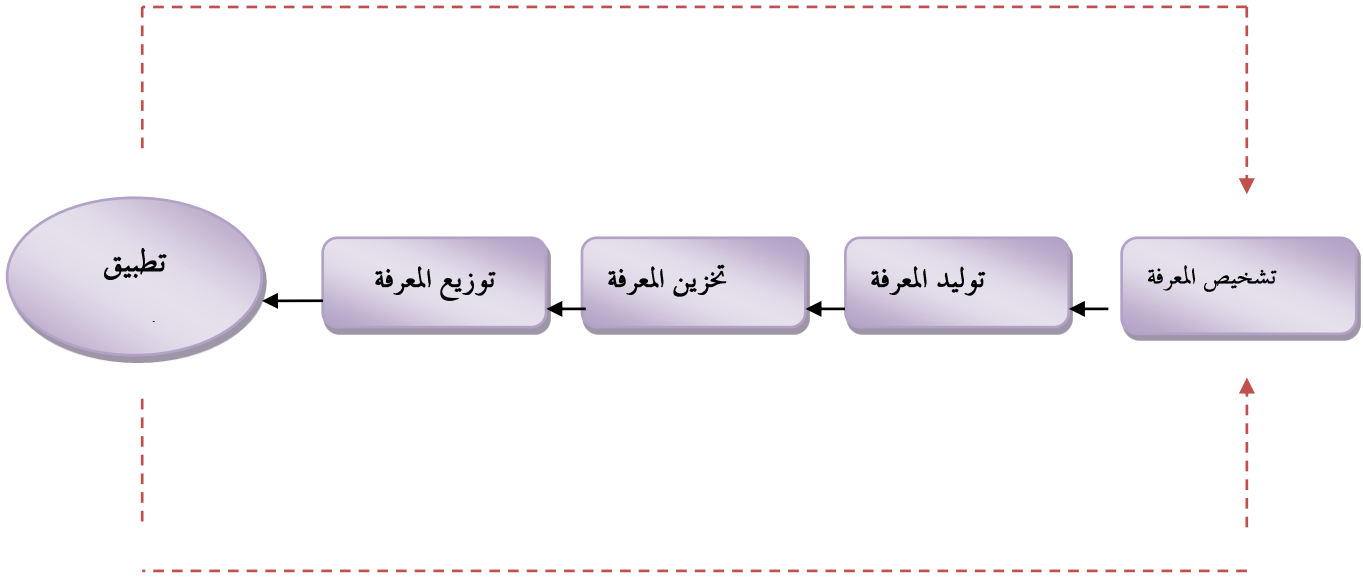 تشخيص المعرفة
توليد المعرفة
تخزين المعرفة
توزيع المعرفة
تطبيق